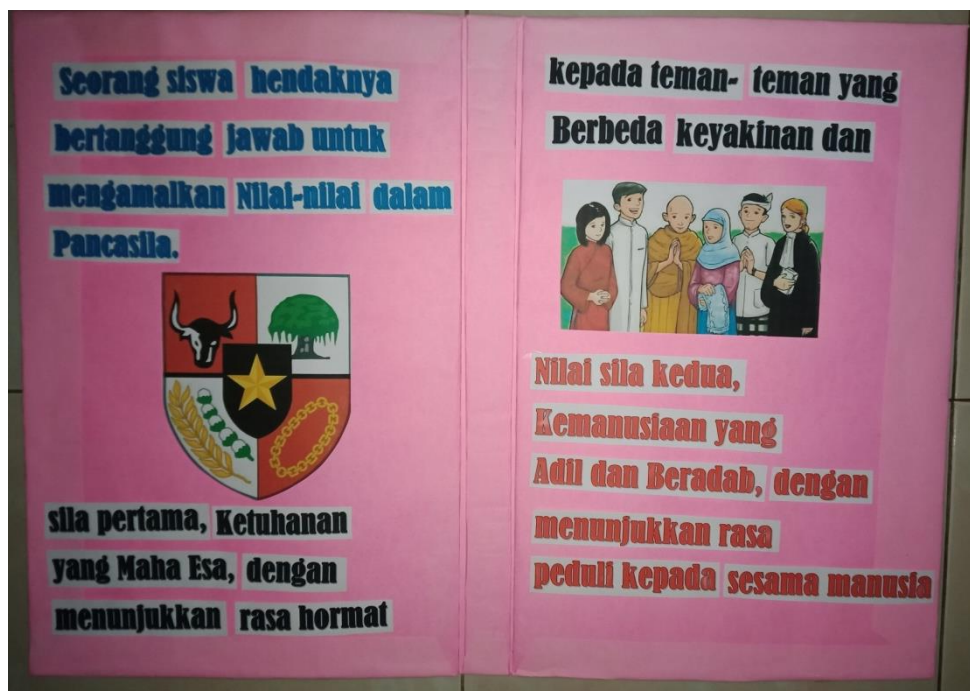 Seorang siswa hendaknya
bertanggung jawab untuk
mengamalkan Nilai-nilai dalam
Pancasila.
sila pertama, Ketuhanan
yang Maha Esa, dengan
menunjukkan rasa hormat
kepada teman- teman yang
Berbeda keyakinan dan
Nilai sila kedua,
Kemanusiaan yang
Adil dan Beradab, dengan
menunjukkan rasa
peduli kepada sesama manusia